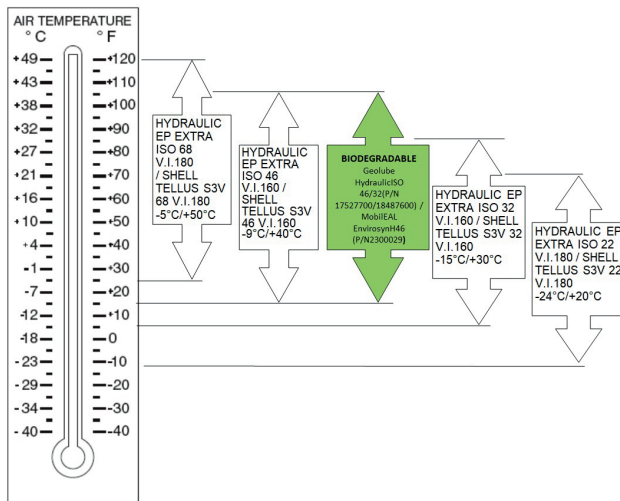 AIR TEMPERATURE
° C ° F
+49 +120
+43 +110
+38 +100
+32 +90
+27 +80
+21 +70
+16 +60
+10 +50
+4 +40
-1 +30
-7 +20
-12 +10
-18 0
-23 -10
-29 -20
-34 -30
-40 -40
HYDRAULIC
EP EXTRA
ISO 68
V.I.180
/ SHELL
TELLUS S3V
68 V.I.180
-5°C/+50°C
HYDRAULIC
EP EXTRA
ISO 46
V.I.160 /
SHELL
TELLUS S3V
46 V.I.160
-9°C/+40°C
BIODEGRADABLE
Geolube
HydraulicISO
46/32(P/N
17527700/18487600) /
MobilEAL
EnvirosynH46
(P/N2300029)
HYDRAULIC EP
EXTRA ISO 32
V.I.160 / SHELL
TELLUS S3V 32
V.I.160
-15°C/+30°C
HYDRAULIC EP
EXTRA ISO 22
V.I.180 / SHELL
TELLUS S3V 22
V.I.180
-24°C/+20°C